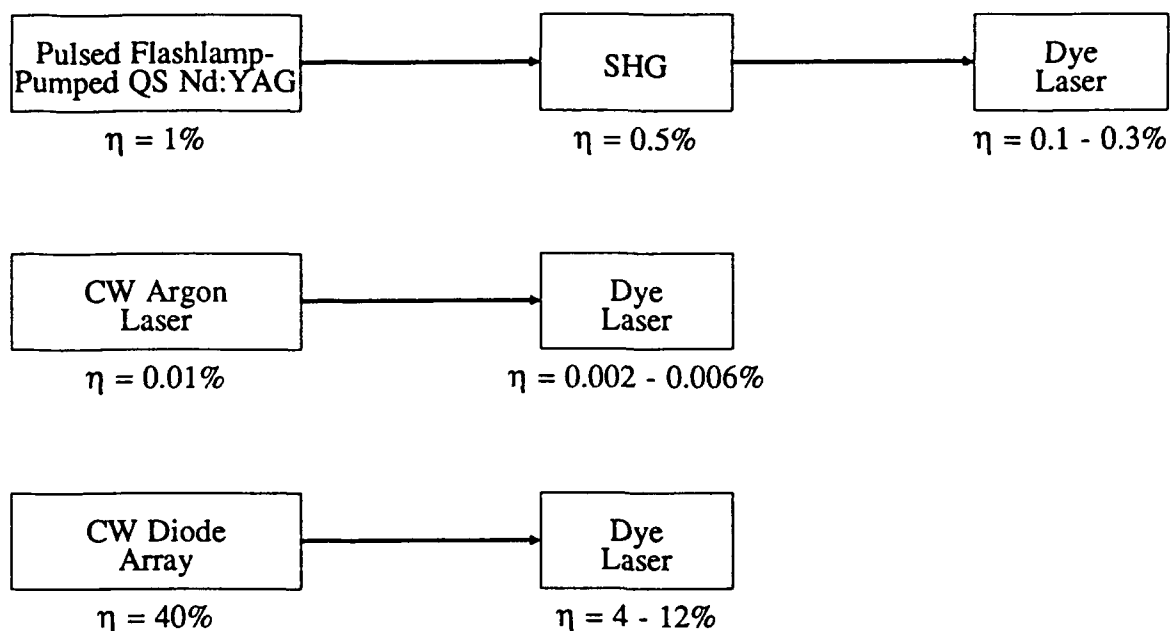 Pulsed Flashlamp-
Pumped QS Nd:YAG
SHG
Dye
Laser
η = 1%
η = 0.5%
η = 0.1 - 0.3%
CW Argon
Laser
Dye
Laser
η = 0.01%
η = 0.002 - 0.006%
CW Diode
Array
Dye
Laser
η = 40%
η = 4 - 12%